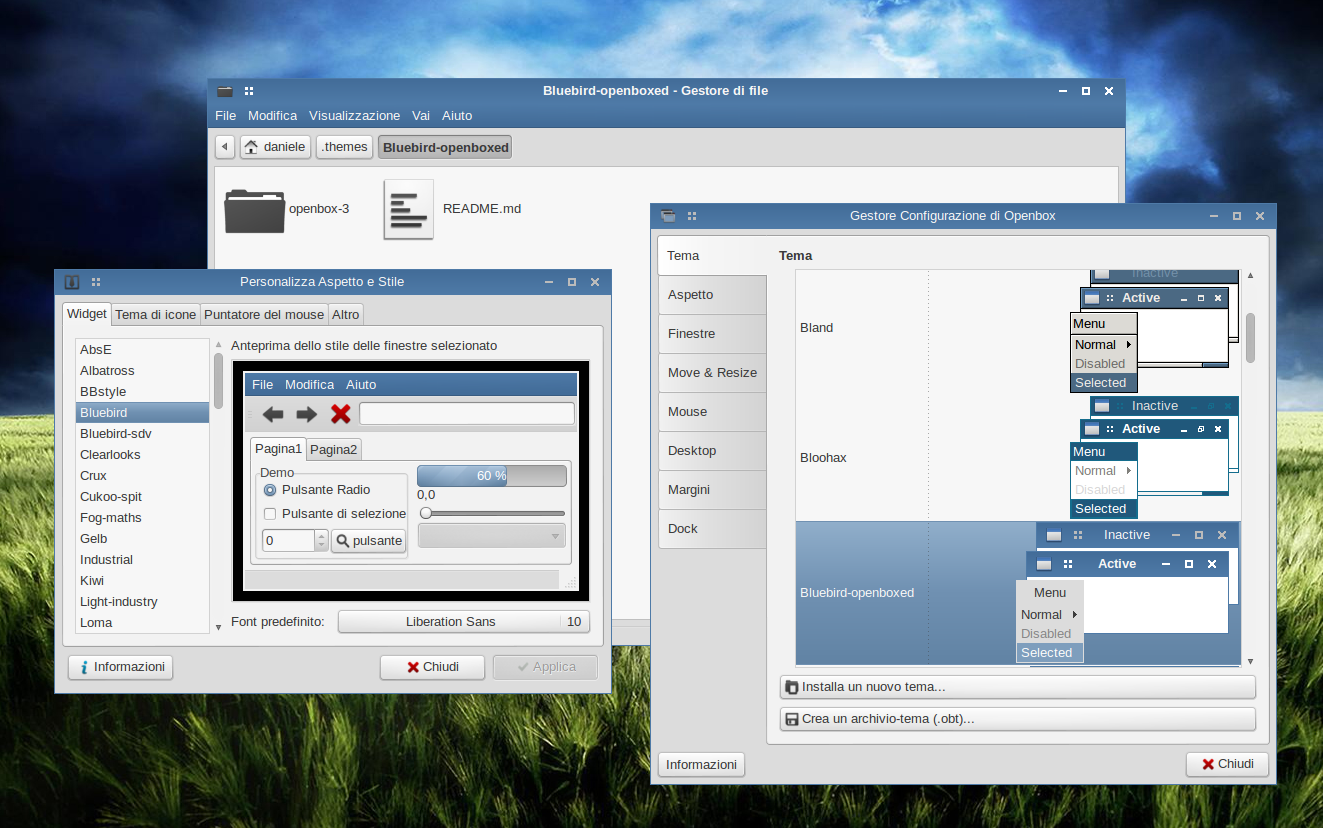 Bluebird-openboxed - Gestore di file
File Modifica Visualizzazione Vai Aiuto
daniele .themes Bluebird-openboxed
openbox-3 README.md
Personalizza Aspetto e Stile
Widget Tema di icone Puntatore del mouse Altro
AbsE
Albatross
BBstyle
Bluebird
Bluebird-sdv
Clearlooks
Crux
Cukoo-spit
Fog-maths
Gelb
Industrial
Kiwi
Light-industry
Loma
Anteprima dello stile delle finestre selezionato
File Modifica Aiuto
Pagina1 Pagina2
Demo
Pulsante Radio
Pulsante di selezione
0 pulsante
60 %
0,0
Font predefinito: Liberation Sans 10
Informazioni Chiudi Applica
Gestore Configurazione di Openbox
Tema
Aspetto
Finestre
Move & Resize
Mouse
Desktop
Margini
Dock
Tema
Bland
Inactive
Active
Menu
Normal
Disabled
Selected
Bloohax
Inactive
Active
Menu
Normal
Disabled
Selected
Bluebird-openboxed
Inactive
Active
Menu
Normal
Disabled
Selected
Installa un nuovo tema...
Crea un archivio-tema (.obt)...
Informazioni Chiudi